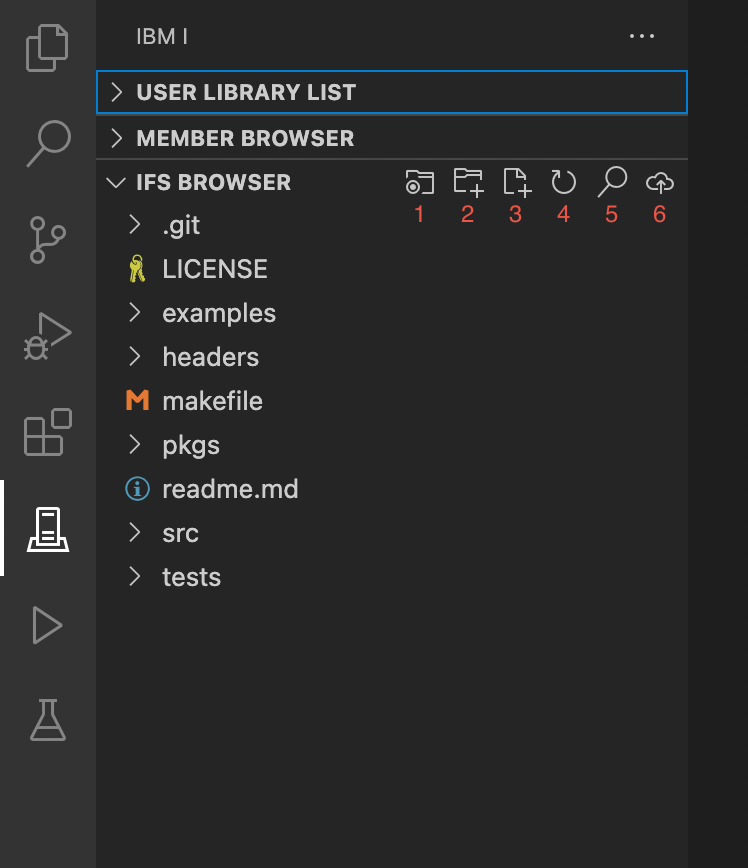 IBM I
USER LIBRARY LIST
MEMBER BROWSER
IFS BROWSER
1 2 3 4 5 6
.git
LICENSE
examples
headers
makefile
pkgs
readme.md
src
tests